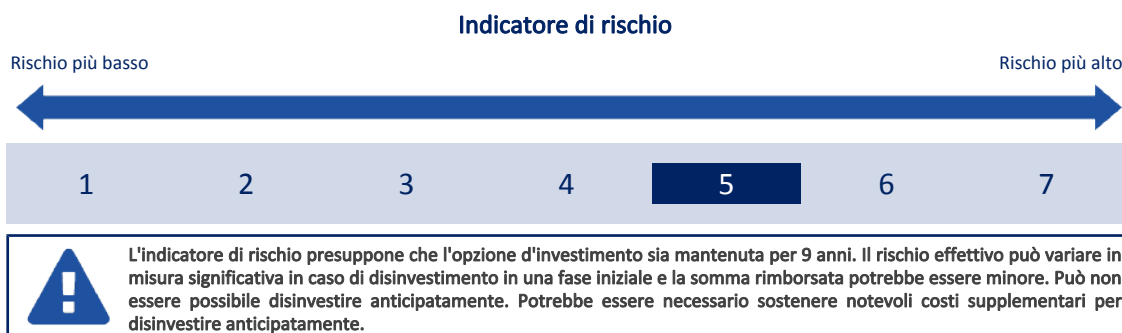 Indicatore di rischio
Rischio più basso
Rischio più alto
1 2 3 4 5 6 7
L'indicatore di rischio presuppone che l'opzione d'investimento sia mantenuta per 9 anni. Il rischio effettivo può variare in
misura significativa in caso di disinvestimento in una fase iniziale e la somma rimborsata potrebbe essere minore. Può non
essere possibile disinvestire anticipatamente. Potrebbe essere necessario sostenere notevoli costi supplementari per
disinvestire anticipatamente.